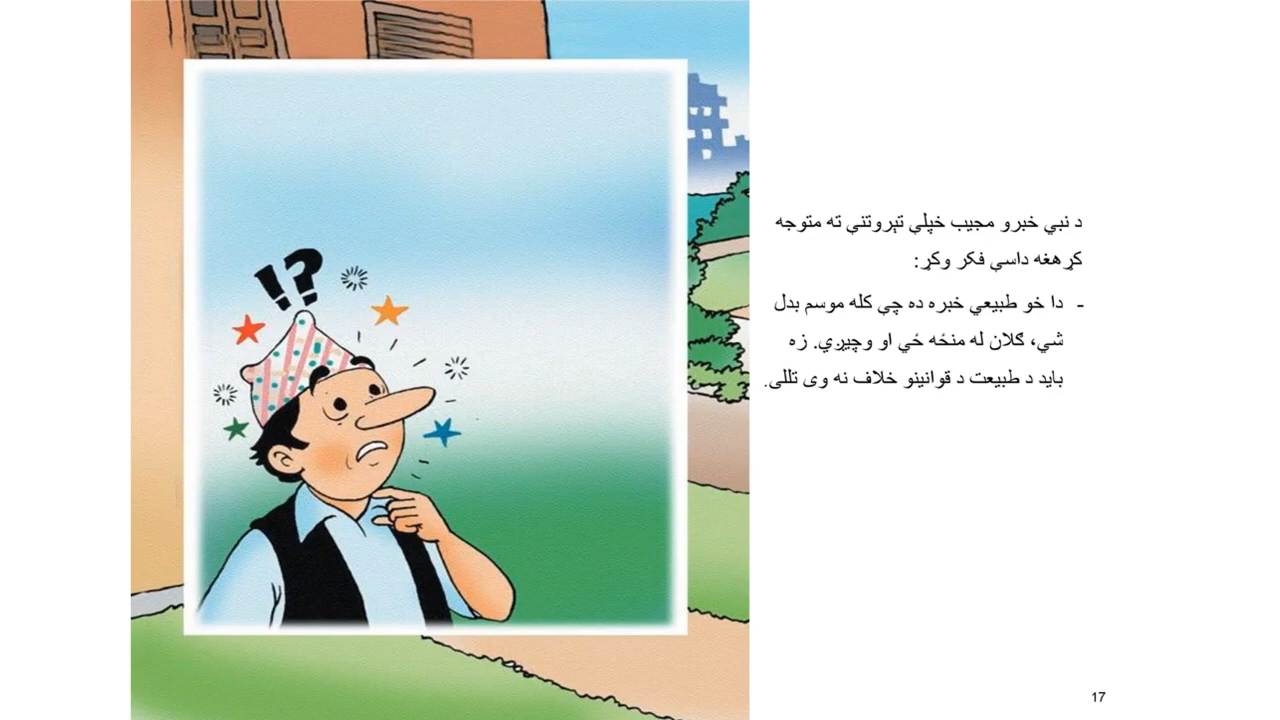 !?
د نبي خبرو مجيب خپلې تېروتنې ته متوجه
کړ هغه داسې فکر وکړ:
- دا خو طبيعي خبره ده چې کله موسم بدل
شي، ګلان له منځه ځي او وچيږي. زه
بايد د طبيعت د قوانينو خلاف نه وی تللی.
17